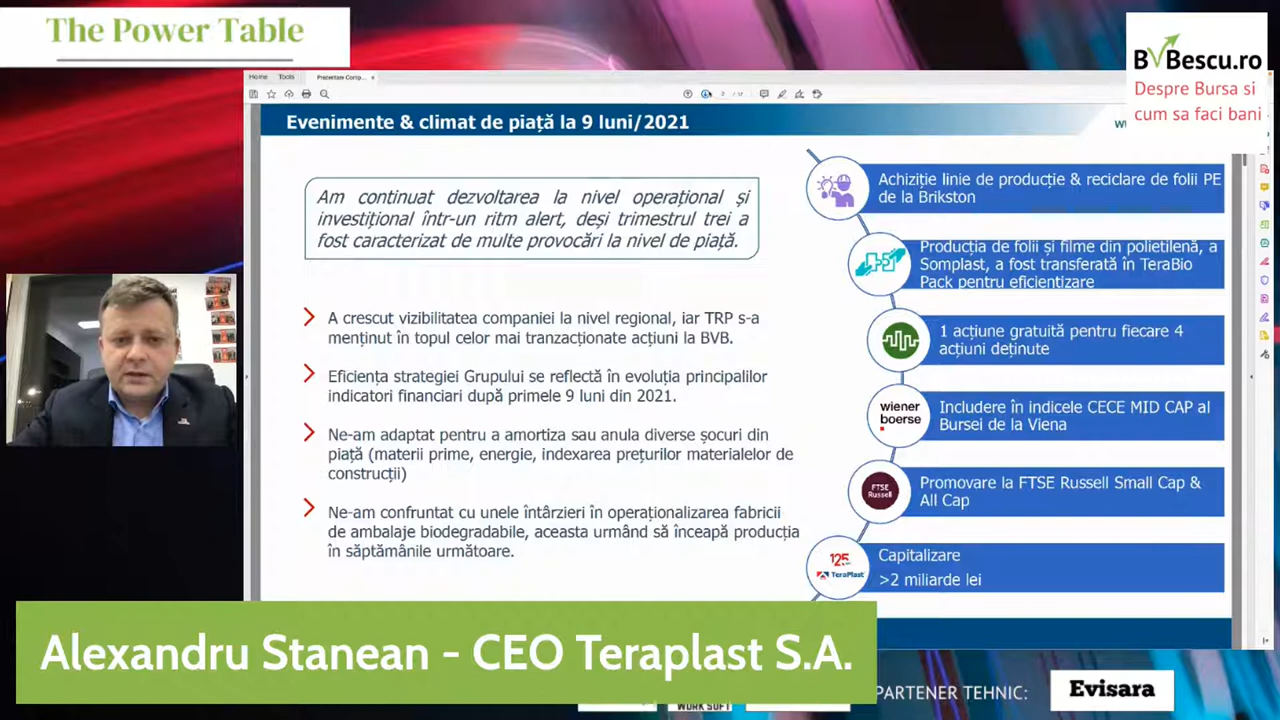 The Power Table
BVBescu.ro
Despre Bursa si
cum sa faci bani
Home Tools Prezentare Comp... x
Evenimente & climat de piață la 9 luni/2021
Am continuat dezvoltarea la nivel operațional și
investițional într-un ritm alert, deși trimestrul trei a
fost caracterizat de multe provocări la nivel de piață.
A crescut vizibilitatea companiei la nivel regional, iar TRP s-a
menținut în topul celor mai tranzacționate acțiuni la BVB.
Eficiența strategiei Grupului se reflectă în evoluția principalilor
indicatori financiari după primele 9 luni din 2021.
Ne-am adaptat pentru a amortiza sau anula diverse șocuri din
piață (materii prime, energie, indexarea prețurilor materialelor de
construcții)
Ne-am confruntat cu unele întârzieri în operaționalizarea fabricii
de ambalaje biodegradabile, aceasta urmând să înceapă producția
în săptămânile următoare.
Achiziție linie de producție & reciclare de folii PE
de la Brikston
Producția de folii și filme din polietilenă, a
Somplast, a fost transferată în TeraBio
Pack pentru eficientizare
1 acțiune gratuită pentru fiecare 4
acțiuni deținute
wiener
boerse
Includere în indicele CECE MID CAP al
Bursei de la Viena
FTSE
Russell
Promovare la FTSE Russell Small Cap &
All Cap
125
TeraPlast
Capitalizare
>2 miliarde lei
Alexandru Stanean - CEO Teraplast S.A.
PARTENER TEHNIC:
Evisara
WORK SOFT